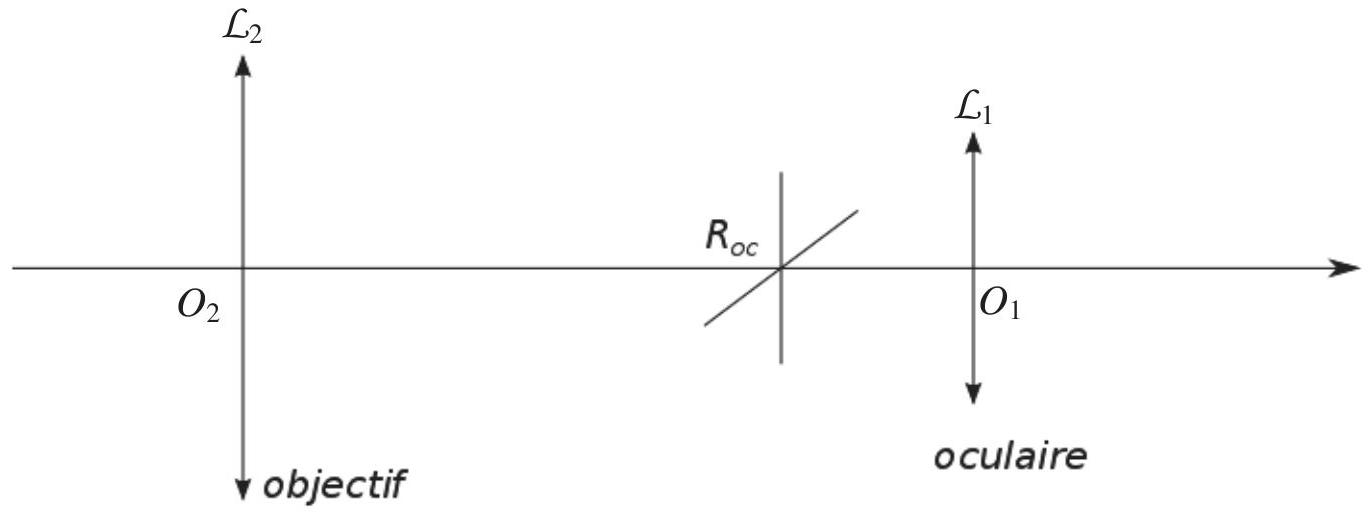 ℒ₂
ℒ₁
R_oc
O₂
O₁
oculaire
objectif